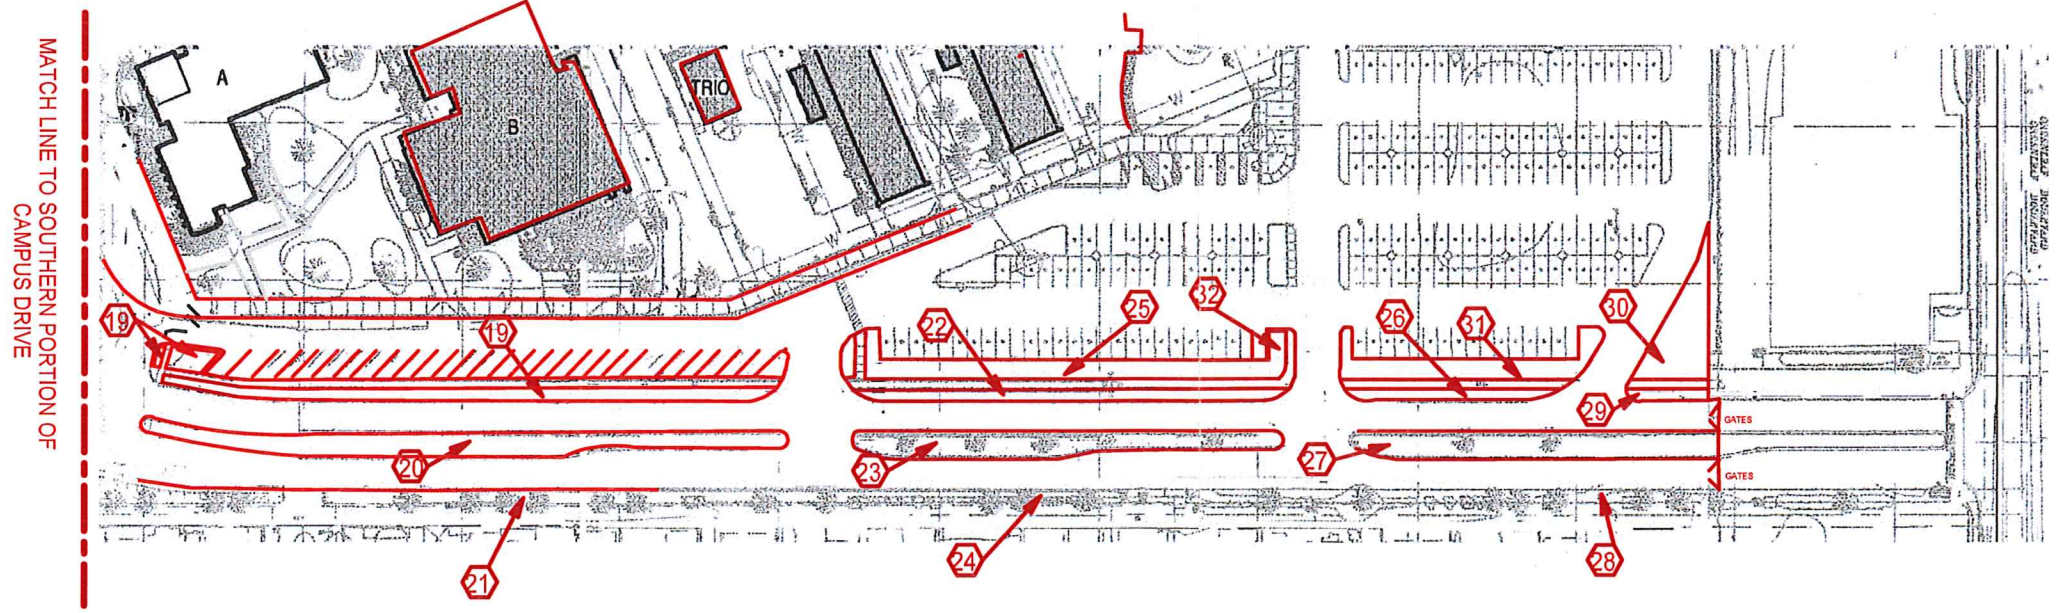 MATCH LINE TO SOUTHERN PORTION OF
CAMPUS DRIVE
A
B
TRIO
19
19
22
25
32
26
31
30
29
GATES
20
23
27
GATES
21
24
28